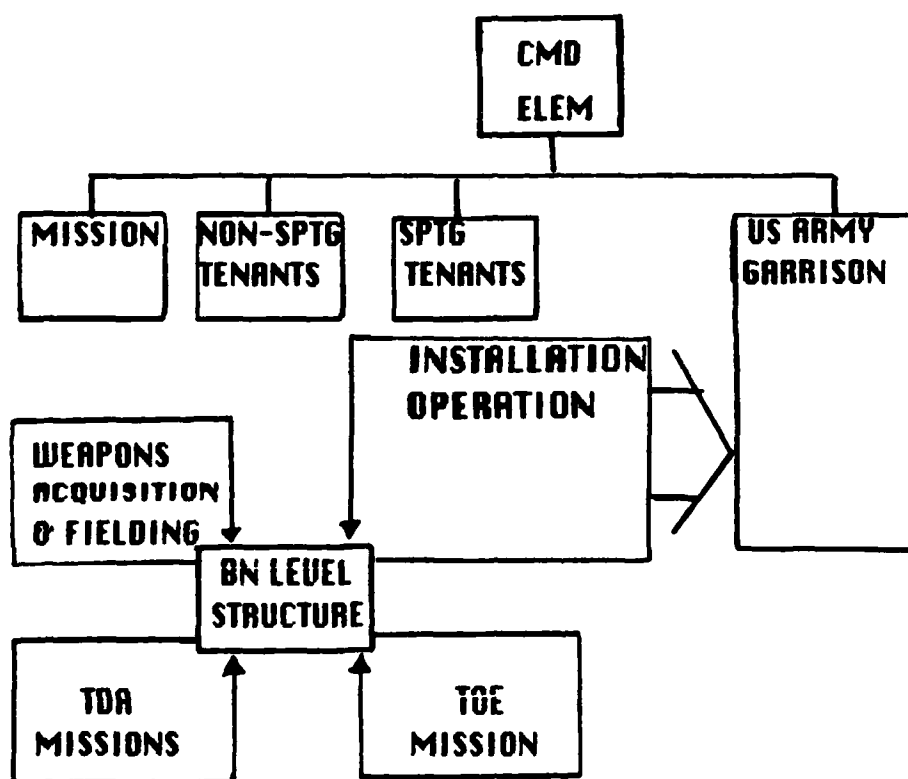 CMD
ELEM
MISSION
NON-SPTG
TENANTS
SPTG
TENANTS
US ARMY
GARRISON
INSTALLATION
OPERATION
WEAPONS
ACQUISITION
& FIELDING
BN LEVEL
STRUCTURE
TDA
MISSIONS
TOE
MISSION